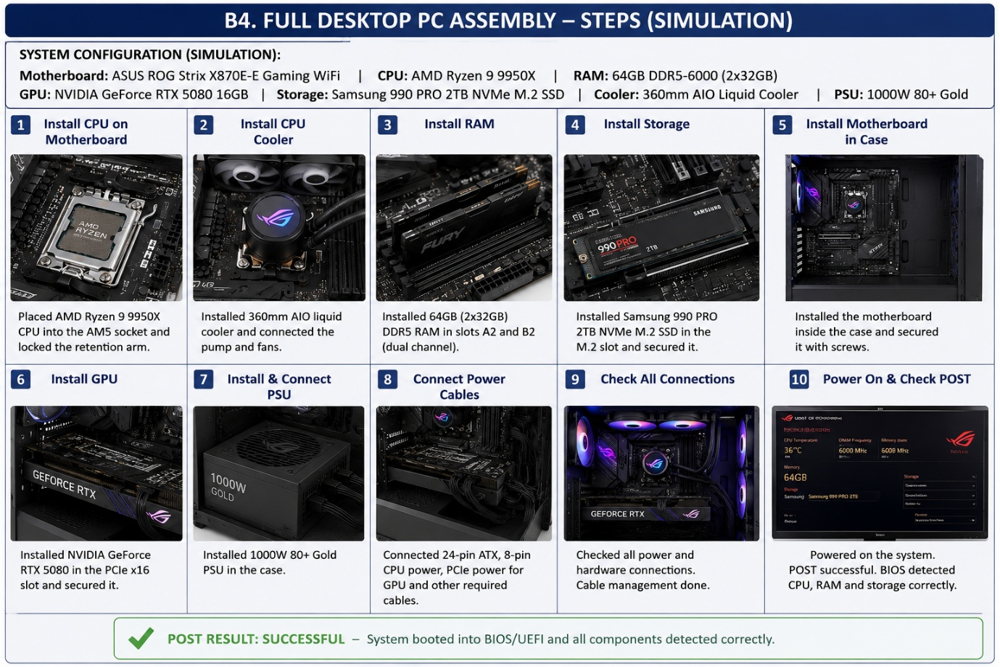 B4. FULL DESKTOP PC ASSEMBLY – STEPS (SIMULATION)
SYSTEM CONFIGURATION (SIMULATION):
Motherboard: ASUS ROG Strix X870E-E Gaming WiFi | CPU: AMD Ryzen 9 9950X | RAM: 64GB DDR5-6000 (2x32GB)
GPU: NVIDIA GeForce RTX 5080 16GB | Storage: Samsung 990 PRO 2TB NVMe M.2 SSD | Cooler: 360mm AIO Liquid Cooler | PSU: 1000W 80+ Gold
1 Install CPU on
Motherboard
AMD
RYZEN
Placed AMD Ryzen 9 9950X
CPU into the AM5 socket and
locked the retention arm.
2 Install CPU
Cooler
Installed 360mm AIO liquid
cooler and connected the
pump and fans.
3 Install RAM
FURY
Installed 64GB (2x32GB)
DDR5 RAM in slots A2 and B2
(dual channel).
4 Install Storage
SAMSUNG
990 PRO
2TB
Installed Samsung 990 PRO
2TB NVMe M.2 SSD in the
M.2 slot and secured it.
5 Install Motherboard
in Case
Installed the motherboard
inside the case and secured
it with screws.
6 Install GPU
GEFORCE RTX
Installed NVIDIA GeForce
RTX 5080 in the PCIe x16
slot and secured it.
7 Install & Connect
PSU
1000W
GOLD
Installed 1000W 80+ Gold
PSU in the case.
8 Connect Power
Cables
Connected 24-pin ATX, 8-pin
CPU power, PCIe power for
GPU and other required
cables.
9 Check All Connections
GEFORCE RTX
Checked all power and
hardware connections.
Cable management done.
10 Power On & Check POST
CPU Temperature
36°C
6000 MHz
Memory
64GB
Storage
Samsung Samsung 990 PRO 2TB
Storage
Powered on the system.
POST successful. BIOS detected
CPU, RAM and storage correctly.
POST RESULT: SUCCESSFUL – System booted into BIOS/UEFI and all components detected correctly.